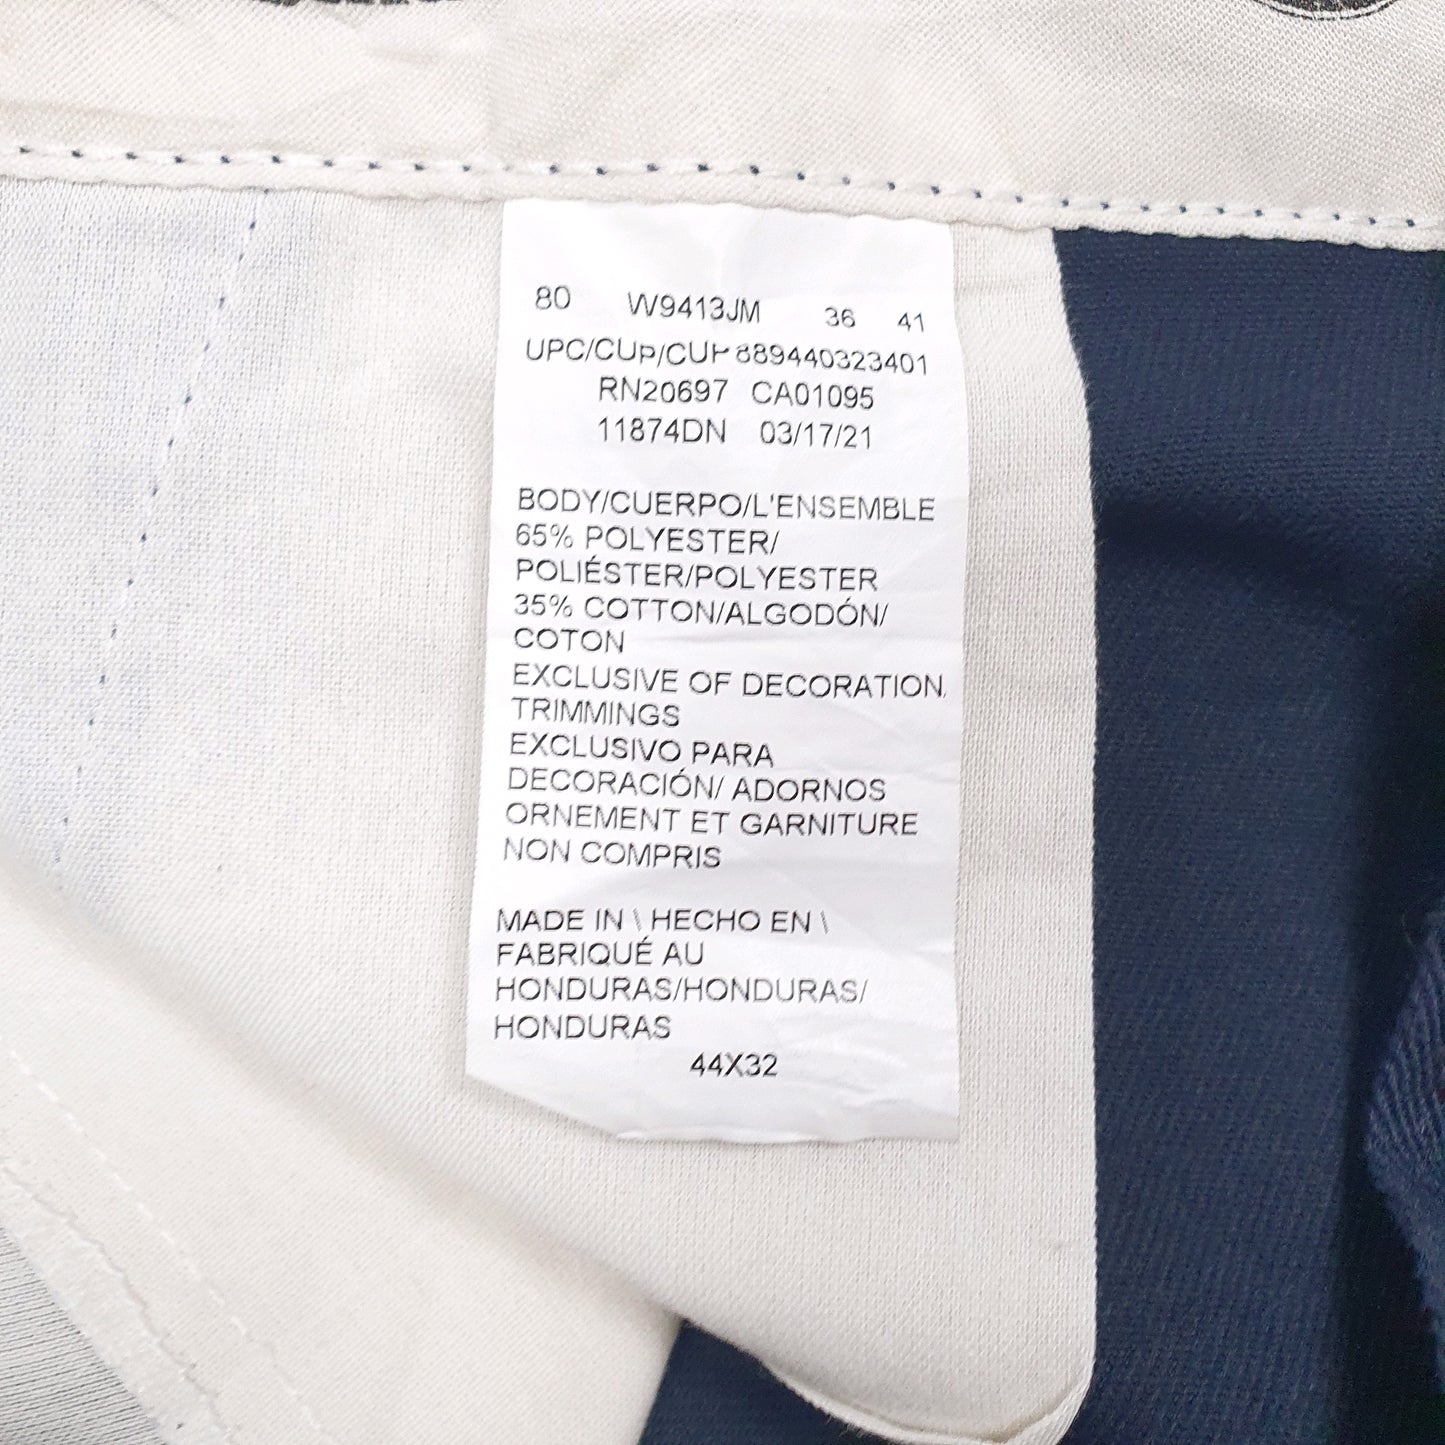 80 W9413JM 36 41
UPC/CUP/CUP 889440323401
RN20697 CA01095
11874DN 03/17/21
BODY/CUERPO/L'ENSEMBLE
65% POLYESTER/
POLIÉSTER/POLYESTER
35% COTTON/ALGODÓN/
COTON
EXCLUSIVE OF DECORATION
TRIMMINGS
EXCLUSIVO PARA
DECORACIÓN/ ADORNOS
ORNEMENT ET GARNITURE
NON COMPRIS
MADE IN \ HECHO EN \
FABRIQUÉ AU
HONDURAS/HONDURAS/
HONDURAS
44X32